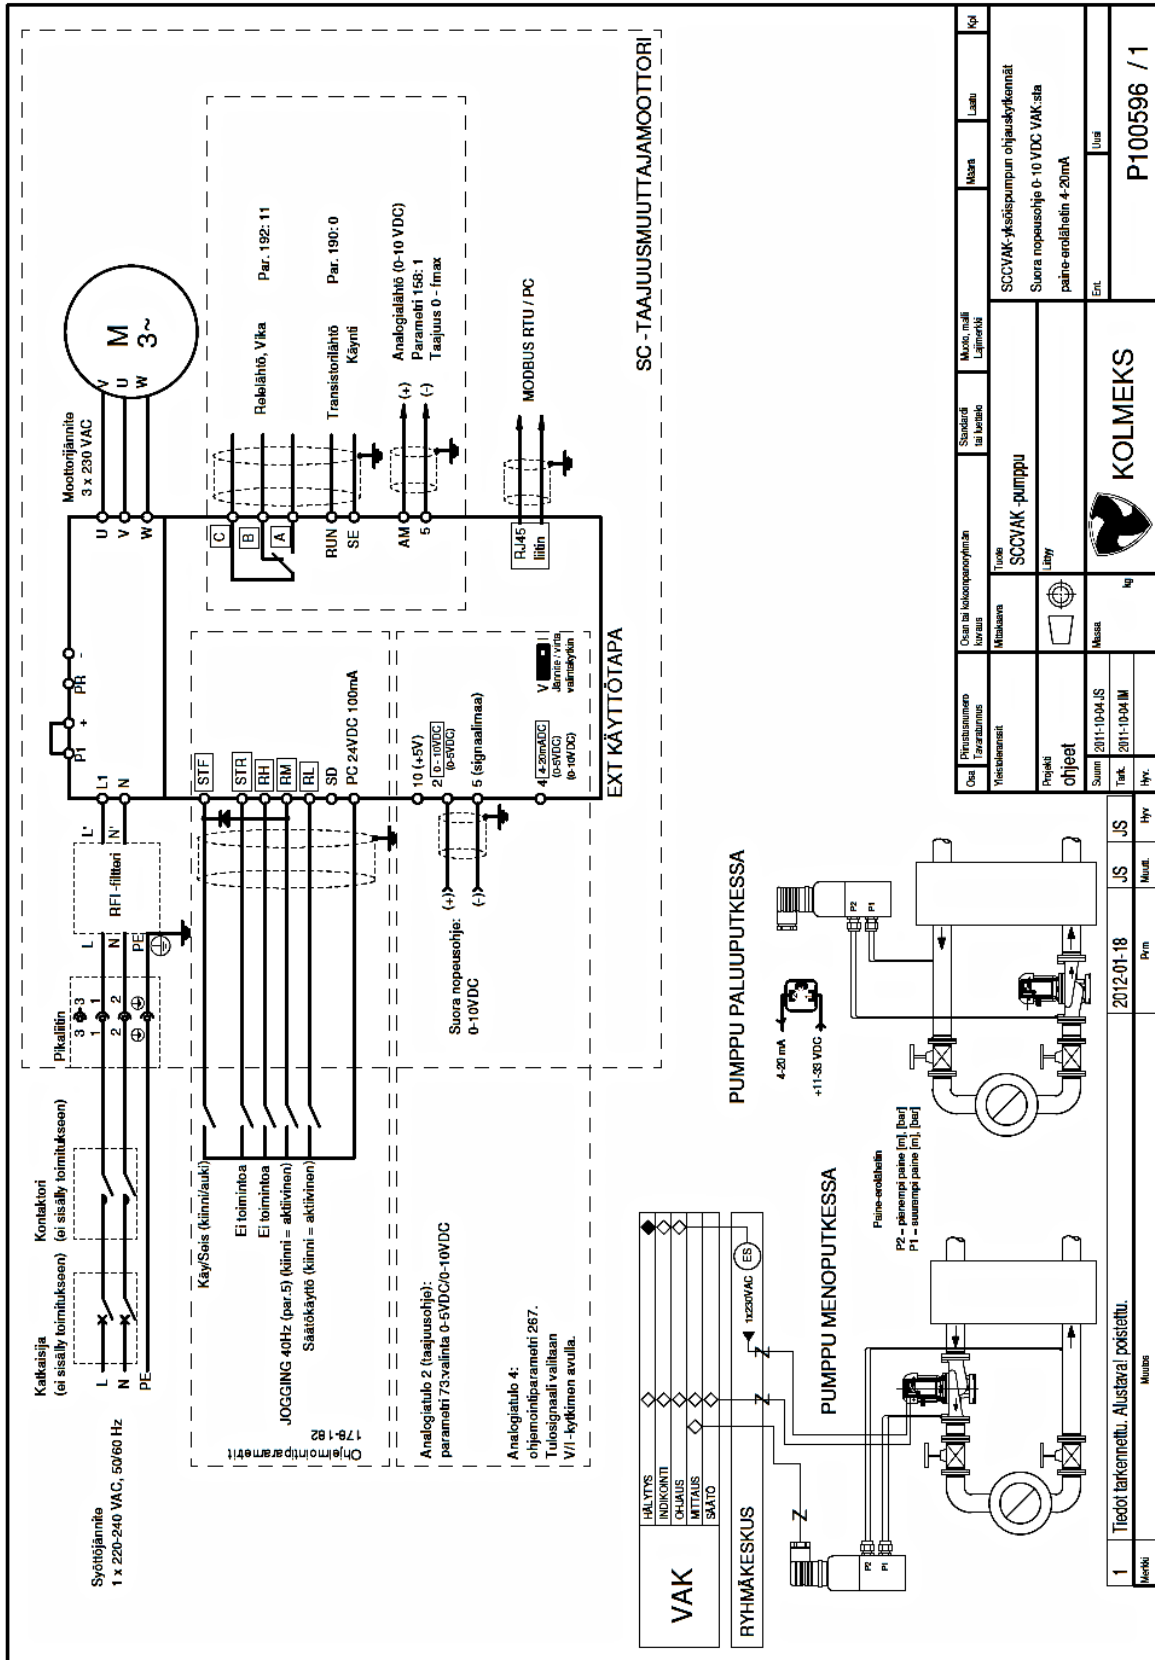 Syöttöjännite
1 x 220-240 VAC, 50/60 Hz
Katkaisija
(ei sisälly toimitukseen)
L
N
PE
Kontaktori
(ei sisälly toimitukseen)
Pikaliitin
3 3
1 1
2 2
L
N
PE
RFI-filtteri
L'
N'
L1
N
P1
+
PR
-
U
V
W
Moottorijännite
3 x 230 VAC
V
U
W
M
3~
Ohjelmointiparametrit
178-182
Käy/Seis (kiinni/auki)
Ei toimintoa
Ei toimintoa
JOGGING 40Hz (par.5) (kiinni = aktiivinen)
Säätökäyttö (kiinni = aktiivinen)
STF
STR
RH
RM
RL
SD
PC 24VDC 100mA
C
B
A
RUN
SE
AM
5
RJ45
liitin
Relelähtö, Vika
Par. 192: 11
Transistorilähtö
Käynti
Par. 190: 0
(+)
(-)
Analogialähtö (0-10 VDC)
Parametri 158: 1
Taajuus 0 - fmax
MODBUS RTU / PC
Analogiatulo 2 (taajuusohje):
parametri 73:valinta 0-5VDC/0-10VDC
Analogiatulo 4:
ohjemointiparametri 267.
Tulosignaali valitaan
V/I -kytkimen avulla.
Suora nopeusohje:
0-10VDC
(+)
(-)
10 (+5V)
2 0 - 10VDC
(0-5VDC)
5 (signaalimaa)
4 4-20mADC
(0-5VDC)
(0-10VDC)
V I
Jännite / virta
valintakytkin
EXT KÄYTTÖTAPA
SC -TAAJUUSMUUTTAJAMOOTTORI
VAK
HÄLYTYS
INDIKOINTI
OHJAUS
MITTAUS
SÄÄTÖ
RYHMÄKESKUS
1x230VAC
ES
PUMPPU MENOPUTKESSA
P2
P1
Paine-erolähetin
P2 = pienempi paine [m], [bar]
P1 = suurempi paine [m], [bar]
PUMPPU PALUUPUTKESSA
4-20 mA
+11-33 VDC
P2
P1
1 Tiedot tarkennettu. Alustava! poistettu. 2012-01-18 JS JS
Merkki Muutos Pvm Muutt. Hyv
Osa
Piirustusnumero
Tavaratunnus
Osan tai kokoonpanoryhmän
kuvaus
Standardi
tai luettelo
Muoto, malli
Lajimerkki
Määrä
Laatu
Kpl
Yleistoleranssit
Mittakaava
Tuote
SCCVAK -pumppu
SCCVAK-yksöispumpun ohjauskytkennät
Suora nopeusohje 0-10 VDC VAK:sta
paine-erolähetin 4-20mA
Projekti
ohjeet
Liittyy
Suunn 2011-10-04 JS
Tark. 2011-10-04 IM
Hyv.
Massa
kg
KOLMEKS
Ent.
Uusi
P100596 / 1